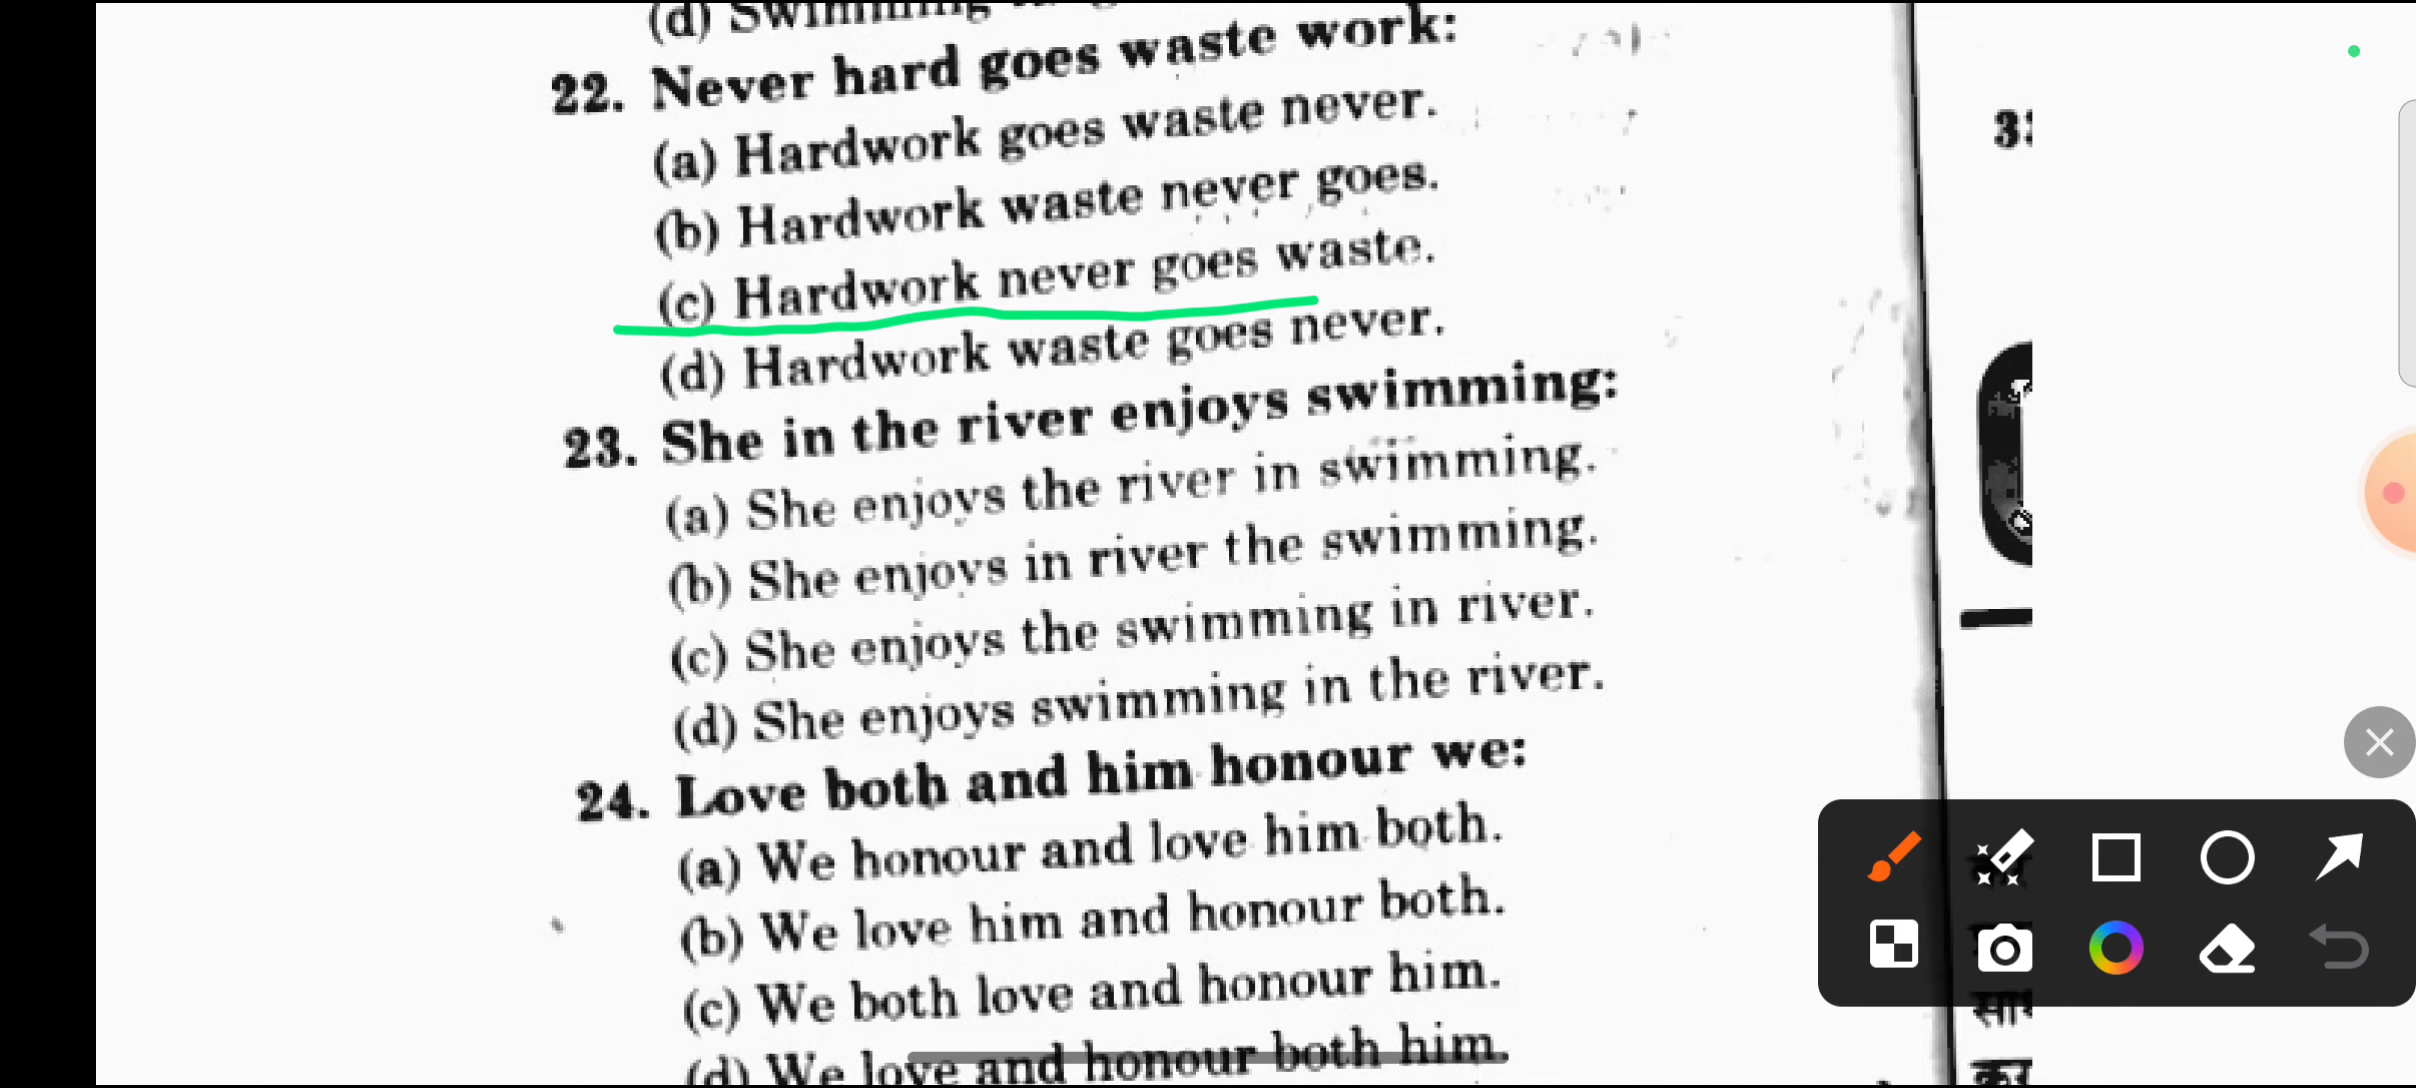 (d) Swimming
22. Never hard goes waste work:
(a) Hardwork goes waste never.
(b) Hardwork waste never goes.
(c) Hardwork never goes waste.
(d) Hardwork waste goes never.
23. She in the river enjoys swimming:
(a) She enjoys the river in swimming.
(b) She enjoys in river the swimming.
(c) She enjoys the swimming in river.
(d) She enjoys swimming in the river.
24. Love both and him honour we:
(a) We honour and love him both.
(b) We love him and honour both.
(c) We both love and honour him.
(d) We love and honour both him.